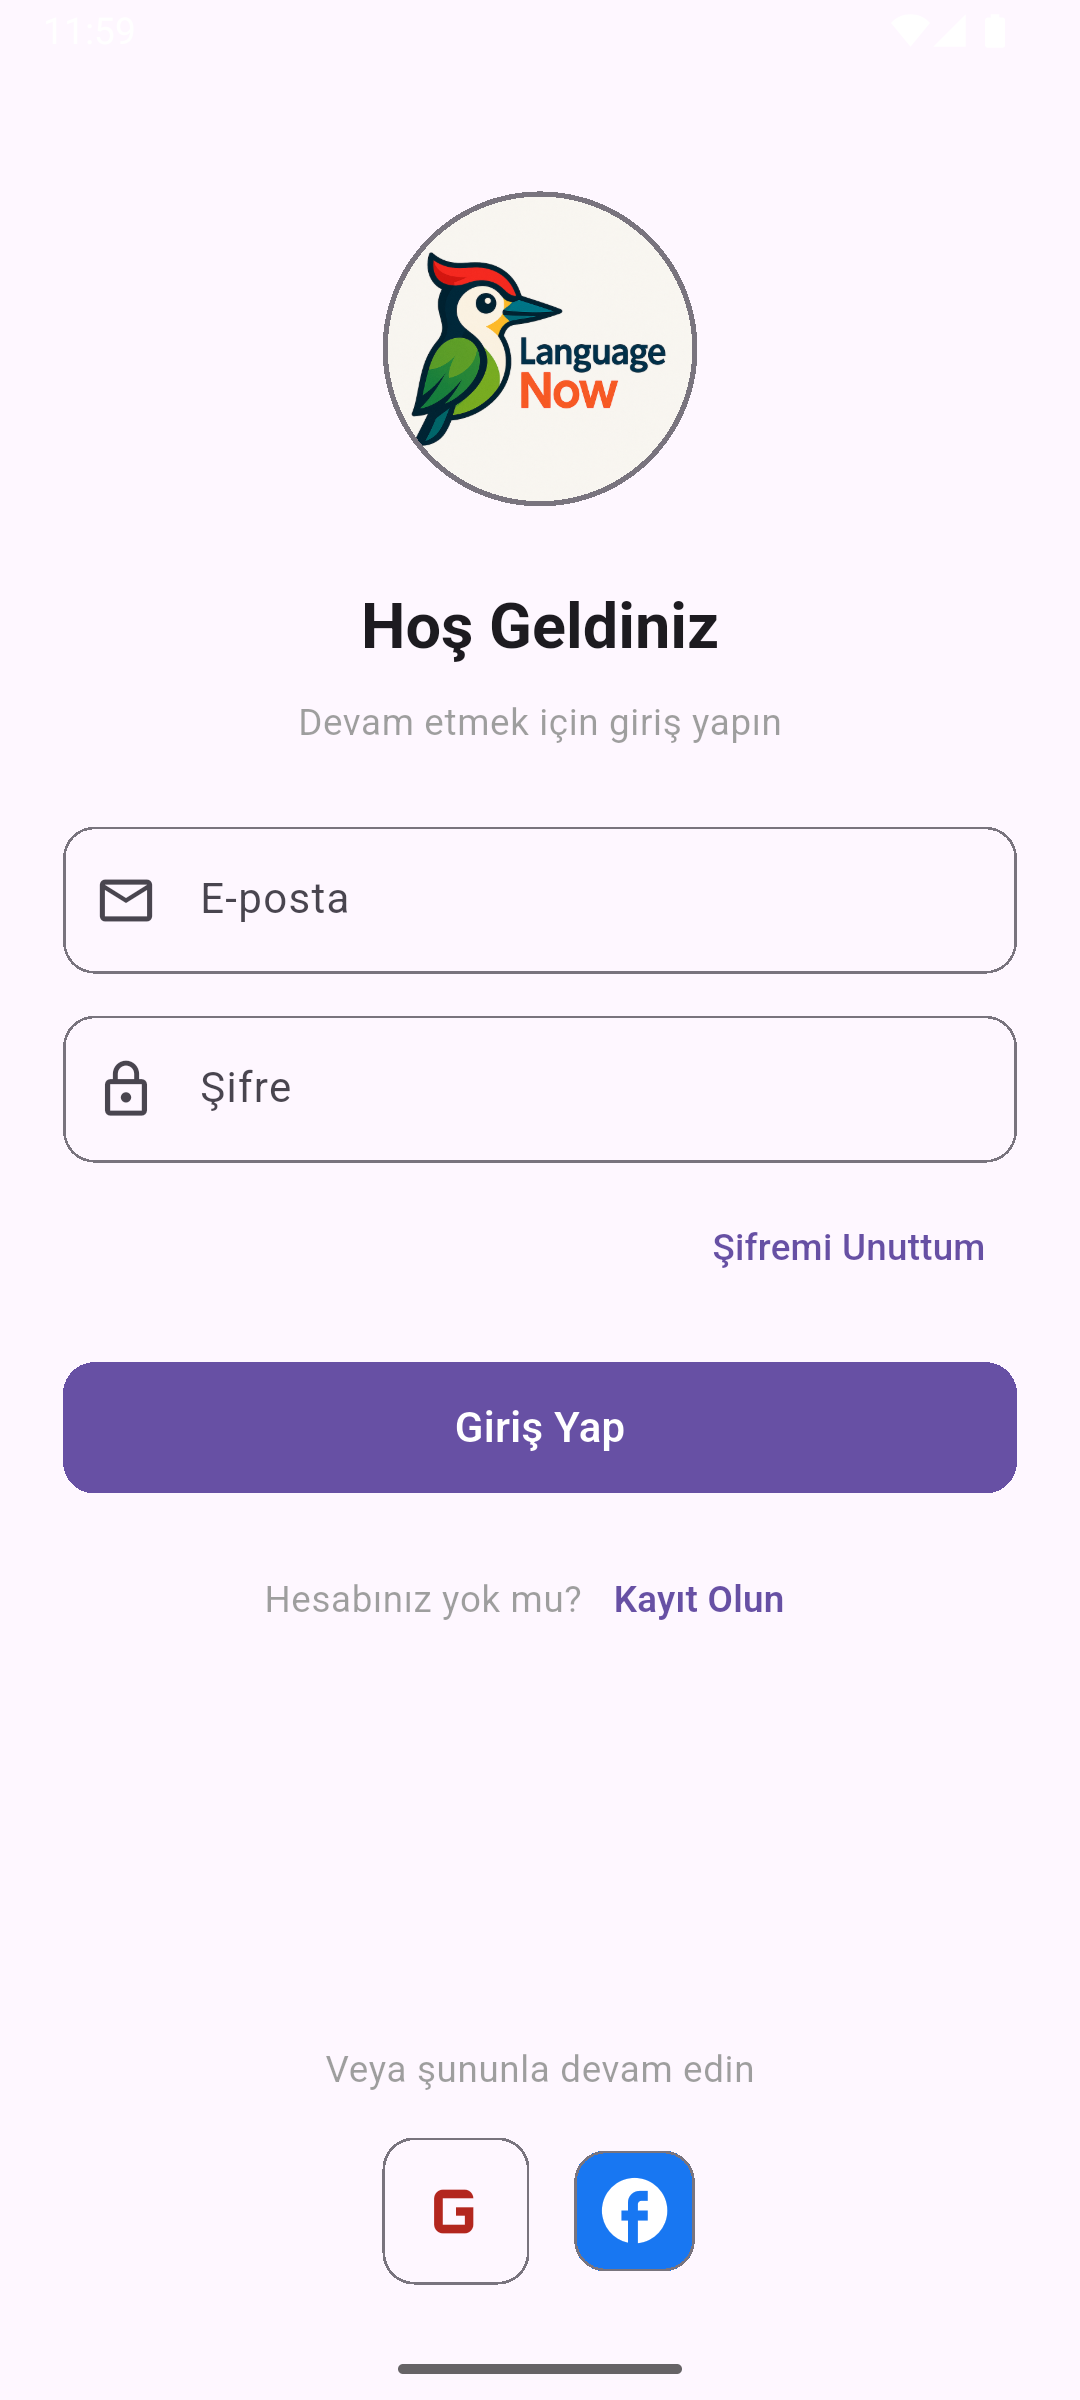 11:59
Language
Now
Hoş Geldiniz
Devam etmek için giriş yapın
E-posta
Şifre
Şifremi Unuttum
Giriş Yap
Hesabınız yok mu? Kayıt Olun
Veya şununla devam edin
G f